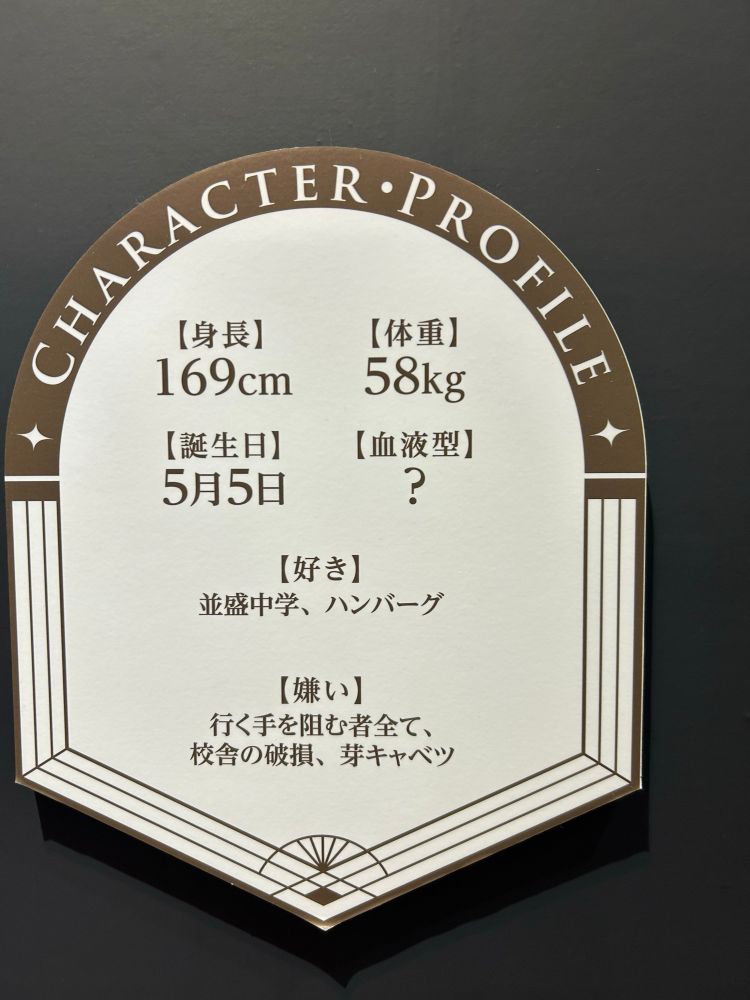 CHARACTER・PROFILE
【身長】 【体重】
169cm 58kg
【誕生日】 【血液型】
5月5日 ?
【好き】
並盛中学、ハンバーグ
【嫌い】
行く手を阻む者全て、
校舎の破損、芽キャベツ